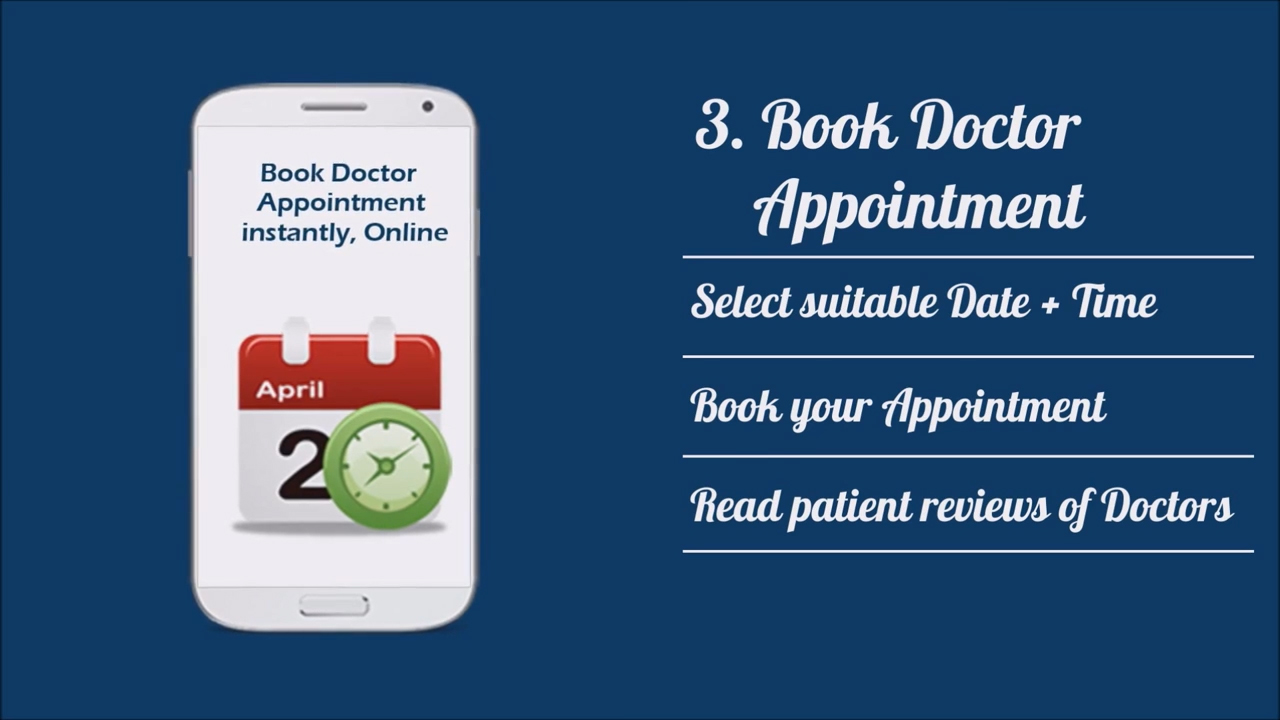 Book Doctor
Appointment
instantly, Online
April
2
3. Book Doctor
Appointment
Select suitable Date + Time
Book your Appointment
Read patient reviews of Doctors